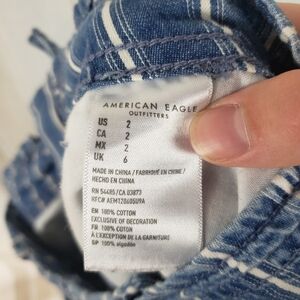 AMERICAN EAGLE
OUTFITTERS
US 2
CA 2
MX 2
UK 6
MADE IN CHINA / FABRIQUÉ EN CHINE /
HECHO EN CHINA
RN 54485/CA 03873
RFC# AEMT2060509A
EN 100% COTTON
EXCLUSIVE OF DECORATION
FR 100% COTON
À L'EXCEPTION DE LA GARNITURE
SP 100% algodón